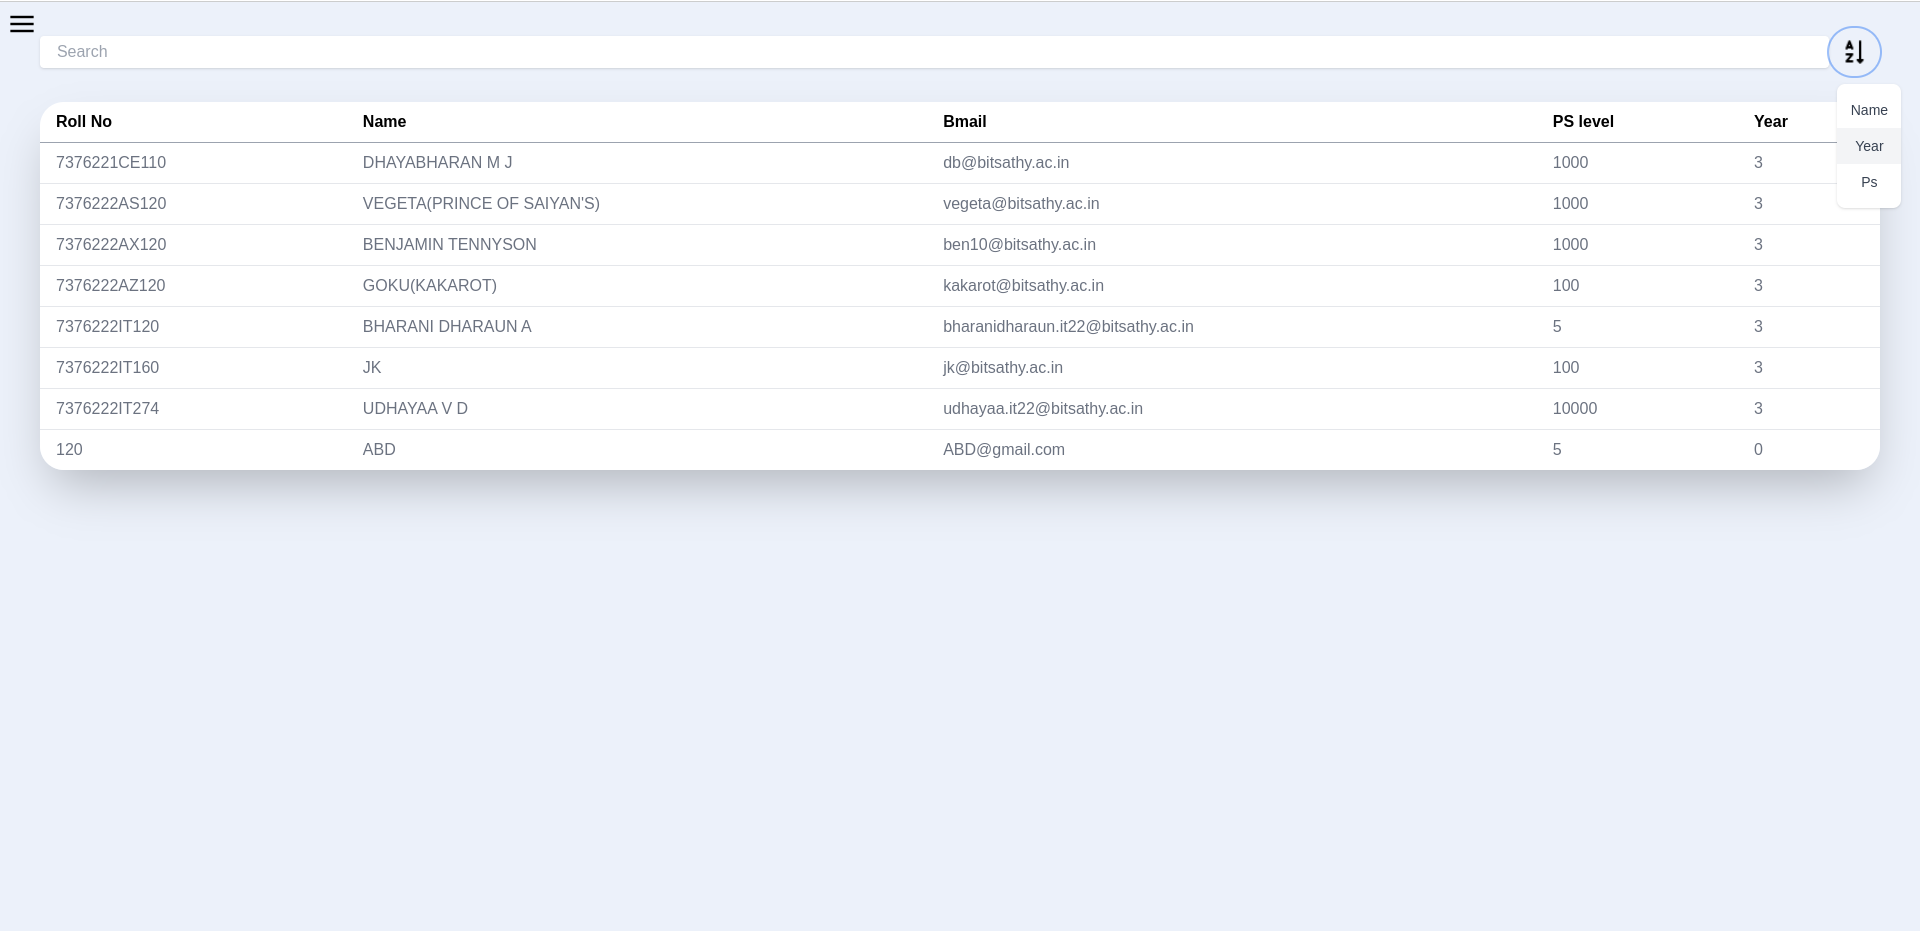 Search
A
Z
Name
Year
Ps
Roll No Name Bmail PS level Year
7376221CE110 DHAYABHARAN M J db@bitsathy.ac.in 1000 3
7376222AS120 VEGETA(PRINCE OF SAIYAN'S) vegeta@bitsathy.ac.in 1000 3
7376222AX120 BENJAMIN TENNYSON ben10@bitsathy.ac.in 1000 3
7376222AZ120 GOKU(KAKAROT) kakarot@bitsathy.ac.in 100 3
7376222IT120 BHARANI DHARAUN A bharanidharaun.it22@bitsathy.ac.in 5 3
7376222IT160 JK jk@bitsathy.ac.in 100 3
7376222IT274 UDHAYAA V D udhayaa.it22@bitsathy.ac.in 10000 3
120 ABD ABD@gmail.com 5 0